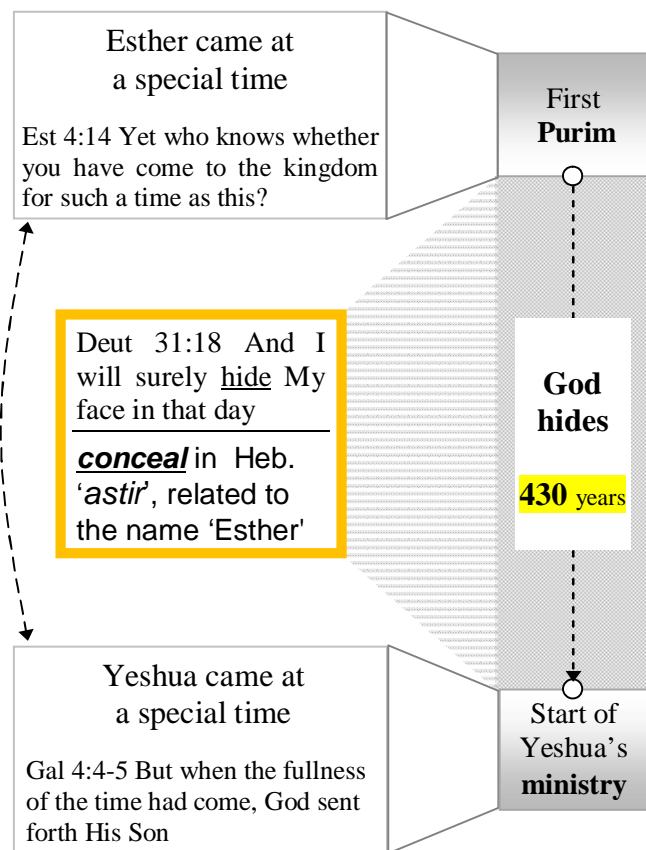 Esther came at
a special time
Est 4:14 Yet who knows whether
you have come to the kingdom
for such a time as this?
First
Purim
Deut 31:18 And I
will surely hide My
face in that day
conceal in Heb.
‘astir’, related to
the name ‘Esther'
God
hides
430 years
Yeshua came at
a special time
Gal 4:4-5 But when the fullness
of the time had come, God sent
forth His Son
Start of
Yeshua’s
ministry